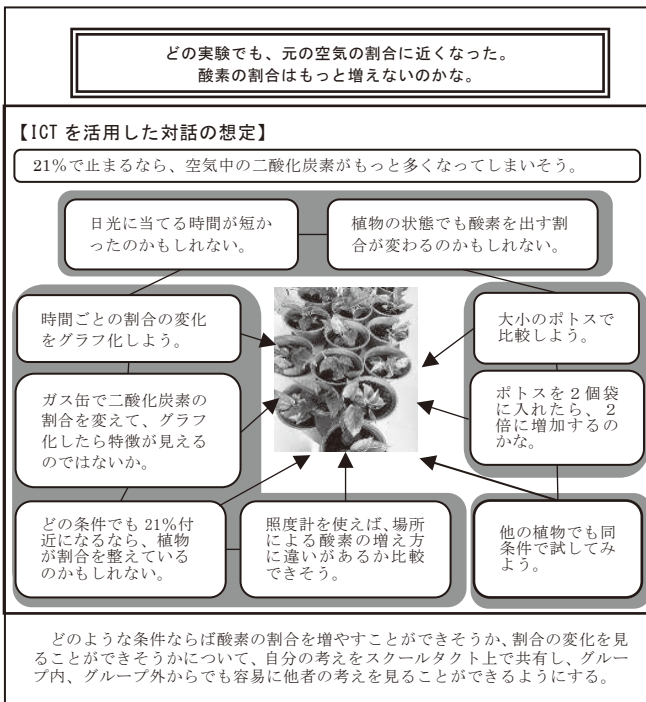 どの実験でも、元の空気の割合に近くなった。
酸素の割合はもっと増えないのかな。
【ICT を活用した対話の想定】
21％で止まるなら、空気中の二酸化炭素がもっと多くなってしまいそう。
日光に当てる時間が短か
ったのかもしれない。
植物の状態でも酸素を出す割
合が変わるのかもしれない。
時間ごとの割合の変化
をグラフ化しよう。
大小のポトスで
比較しよう。
ガス缶で二酸化炭素の
割合を変えて、グラフ
化したら特徴が見える
のではないか。
ポトスを２個袋
に入れたら、２
倍に増加するの
かな。
どの条件でも 21％付
近になるなら、植物
が割合を整えている
のかもしれない。
照度計を使えば、場所
による酸素の増え方
に違いがあるか比較
できそう。
他の植物でも同
条件で試してみ
よう。
どのような条件ならば酸素の割合を増やすことができそうか、割合の変化を見
ることができそうかについて、自分の考えをスクールタクト上で共有し、グルー
プ内、グループ外からでも容易に他者の考えを見ることができるようにする。